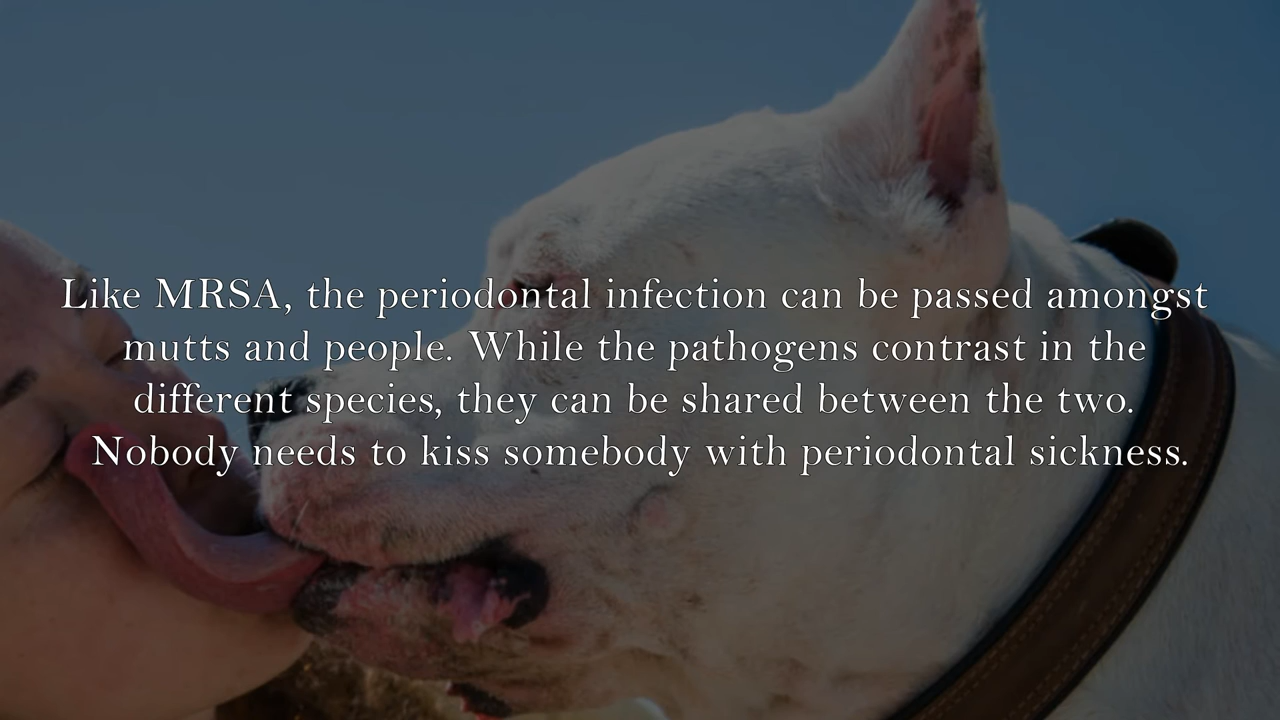 Like MRSA, the periodontal infection can be passed amongst
mutts and people. While the pathogens contrast in the
different species, they can be shared between the two.
Nobody needs to kiss somebody with periodontal sickness.